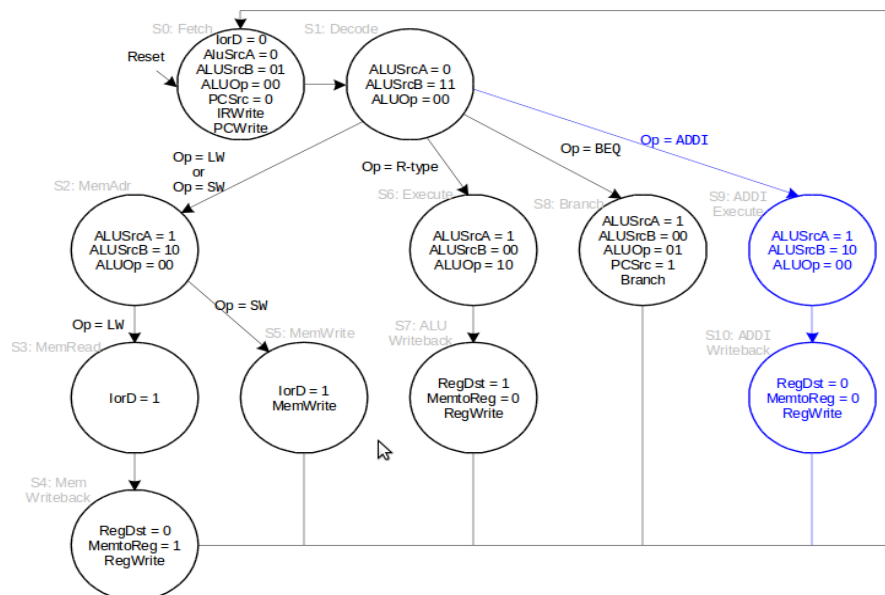 S0: Fetch
S1: Decode
Reset
IorD = 0
AluSrcA = 0
ALUSrcB = 01
ALUOp = 00
PCSrc = 0
IRWrite
PCWrite
ALUSrcA = 0
ALUSrcB = 11
ALUOp = 00
Op = LW
or
Op = SW
Op = R-type
Op = BEQ
Op = ADDI
S2: MemAdr
ALUSrcA = 1
ALUSrcB = 10
ALUOp = 00
S6: Execute
ALUSrcA = 1
ALUSrcB = 00
ALUOp = 10
S8: Branch
ALUSrcA = 1
ALUSrcB = 00
ALUOp = 01
PCSrc = 1
Branch
S9: ADDI
Execute
ALUSrcA = 1
ALUSrcB = 10
ALUOp = 00
Op = LW
Op = SW
S3: MemRead
IorD = 1
S5: MemWrite
IorD = 1
MemWrite
S7: ALU
Writeback
RegDst = 1
MemtoReg = 0
RegWrite
S10: ADDI
Writeback
RegDst = 0
MemtoReg = 0
RegWrite
S4: Mem
Writeback
RegDst = 0
MemtoReg = 1
RegWrite